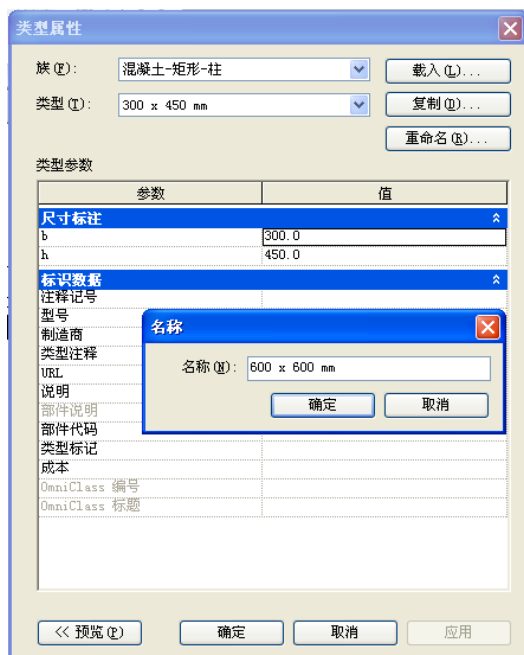 类型属性
族(F): 混凝土-矩形-柱 载入(L)...
类型(T): 300 x 450 mm 复制(D)...
重命名(R)...
类型参数
参数 值
尺寸标注
b 300.0
h 450.0
标识数据
注释记号
型号
制造商
类型注释
URL
说明
部件说明
部件代码
类型标记
成本
OmniClass 编号
OmniClass 标题
名称
名称(N): 600 x 600 mm
确定 取消
<< 预览(P) 确定 取消 应用